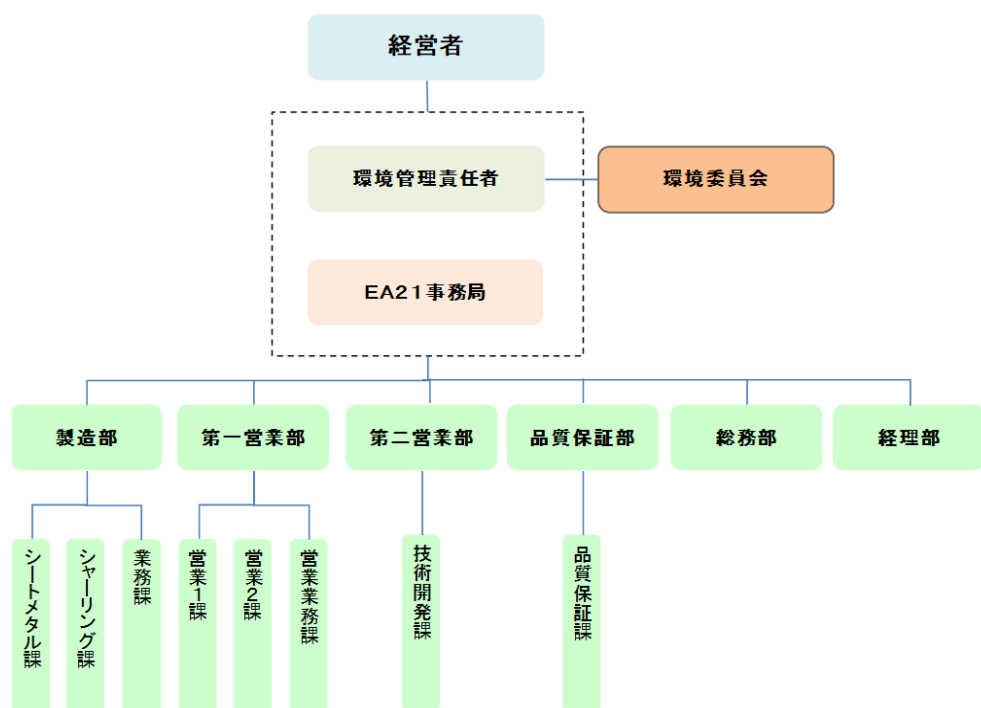 経営者
環境管理責任者
環境委員会
EA21事務局
製造部
第一営業部
第二営業部
品質保証部
総務部
経理部
シートメタル課
シャーリング課
業務課
営業1課
営業2課
営業業務課
技術開発課
品質保証課